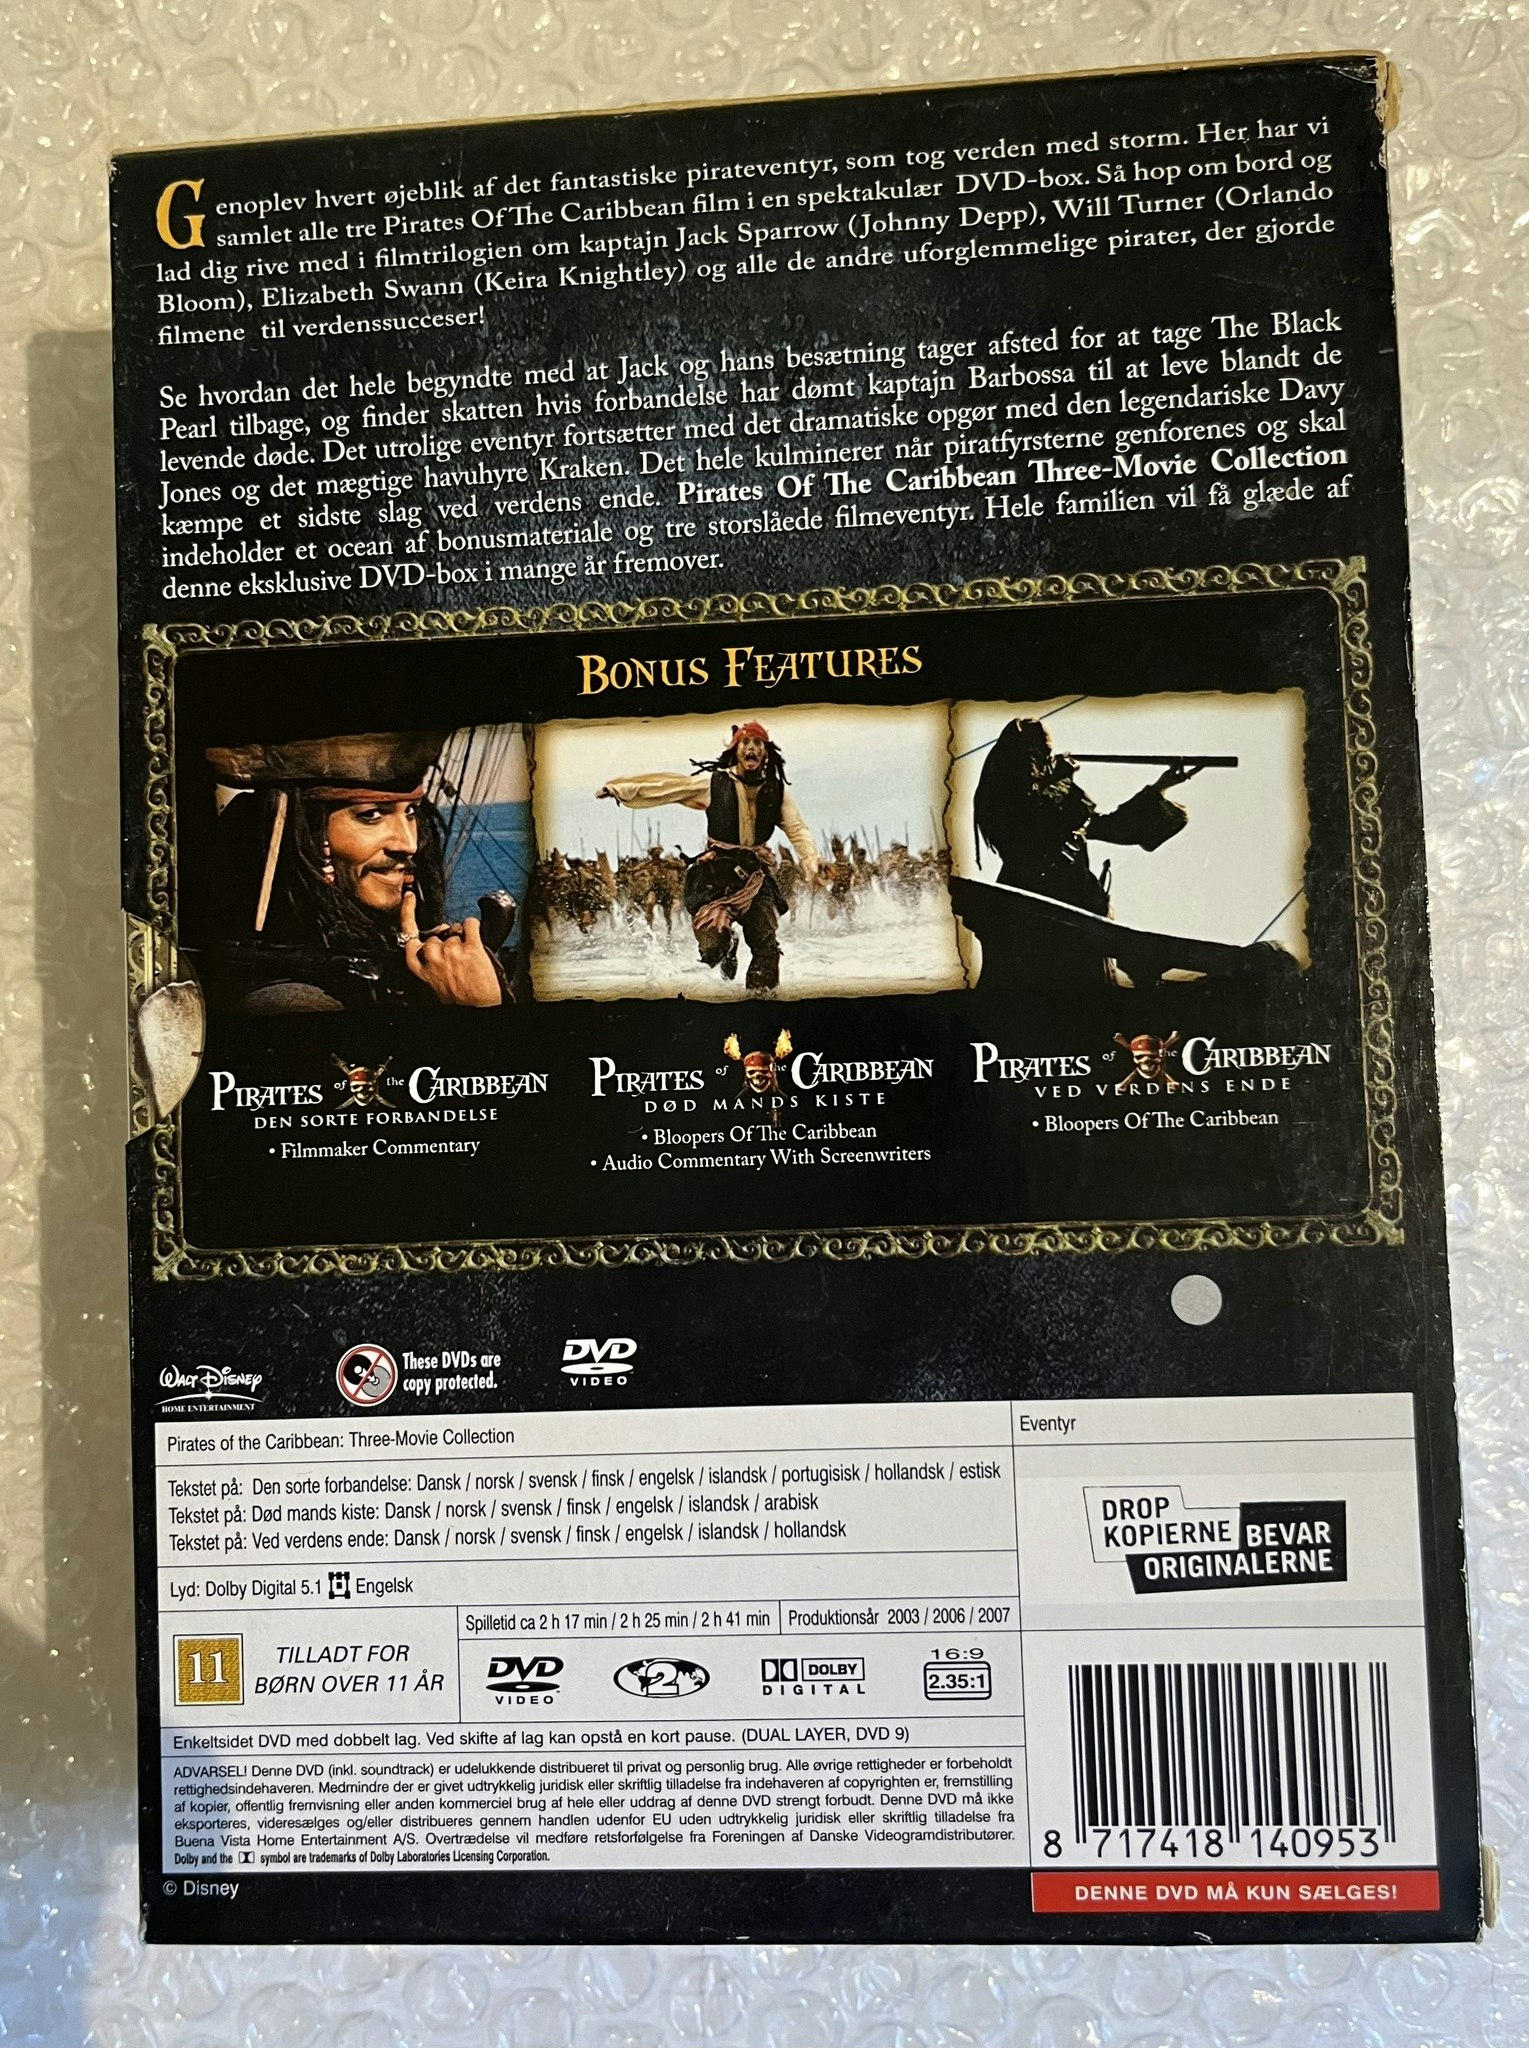 Genoplev hvert øjeblik af det fantastiske pirateventyr, som tog verden med storm. Her har vi
samlet alle tre Pirates Of The Caribbean film i en spektakulær DVD-box. Så hop om bord og
lad dig rive med i filmtrilogien om kaptajn Jack Sparrow (Johnny Depp), Will Turner (Orlando
Bloom), Elizabeth Swann (Keira Knightley) og alle de andre uforglemmelige pirater, der gjorde
filmene til verdenssucceser!
Se hvordan det hele begyndte med at Jack og hans besætning tager afsted for at tage The Black
Pearl tilbage, og finder skatten hvis forbandelse har dømt kaptajn Barbossa til at leve blandt de
levende døde. Det utrolige eventyr fortsætter med det dramatiske opgør med den legendariske Davy
Jones og det mægtige havuhyre Kraken. Det hele kulminerer når piratfyrsterne genforenes og skal
kæmpe et sidste slag ved verdens ende. Pirates Of The Caribbean Three-Movie Collection
indeholder et ocean af bonusmateriale og tre storslåede filmeventyr. Hele familien vil få glæde af
denne eksklusive DVD-box i mange år fremover.
BONUS FEATURES
PIRATES of the CARIBBEAN
DEN SORTE FORBANDELSE
• Filmmaker Commentary
PIRATES of the CARIBBEAN
DØD MANDS KISTE
• Bloopers Of The Caribbean
• Audio Commentary With Screenwriters
PIRATES of the CARIBBEAN
VED VERDENS ENDE
• Bloopers Of The Caribbean
WALT DISNEY
HOME ENTERTAINMENT
These DVDs are
copy protected.
DVD
VIDEO
Pirates of the Caribbean: Three-Movie Collection
Eventyr
Tekstet på: Den sorte forbandelse: Dansk / norsk / svensk / finsk / engelsk / islandsk / portugisisk / hollandsk / estisk
Tekstet på: Død mands kiste: Dansk / norsk / svensk / finsk / engelsk / islandsk / arabisk
Tekstet på: Ved verdens ende: Dansk / norsk / svensk / finsk / engelsk / islandsk / hollandsk
DROP
KOPIERNE BEVAR
ORIGINALERNE
Lyd: Dolby Digital 5.1 Engelsk
11
TILLADT FOR
BØRN OVER 11 ÅR
Spilletid ca 2 h 17 min / 2 h 25 min / 2 h 41 min
Produktionsår 2003 / 2006 / 2007
DVD
VIDEO
2
DOLBY
DIGITAL
16:9
2.35:1
Enkeltsidet DVD med dobbelt lag. Ved skifte af lag kan opstå en kort pause. (DUAL LAYER, DVD 9)
ADVARSEL! Denne DVD (inkl. soundtrack) er udelukkende distribueret til privat og personlig brug. Alle øvrige rettigheder er forbeholdt
rettighedsindehaveren. Medmindre der er givet udtrykkelig juridisk eller skriftlig tilladelse fra indehaveren af copyrighten er, fremstilling
af kopier, offentlig fremvisning eller anden kommerciel brug af hele eller uddrag af denne DVD strengt forbudt. Denne DVD må ikke
eksporteres, videresælges og/eller distribueres gennem handlen udenfor EU uden udtrykkelig juridisk eller skriftlig tilladelse fra
Buena Vista Home Entertainment A/S. Overtrædelse vil medføre retsforfølgelse fra Foreningen af Danske Videogramdistributører.
Dolby and the symbol are trademarks of Dolby Laboratories Licensing Corporation.
8 717418 140953
DENNE DVD MÅ KUN SÆLGES!
© Disney